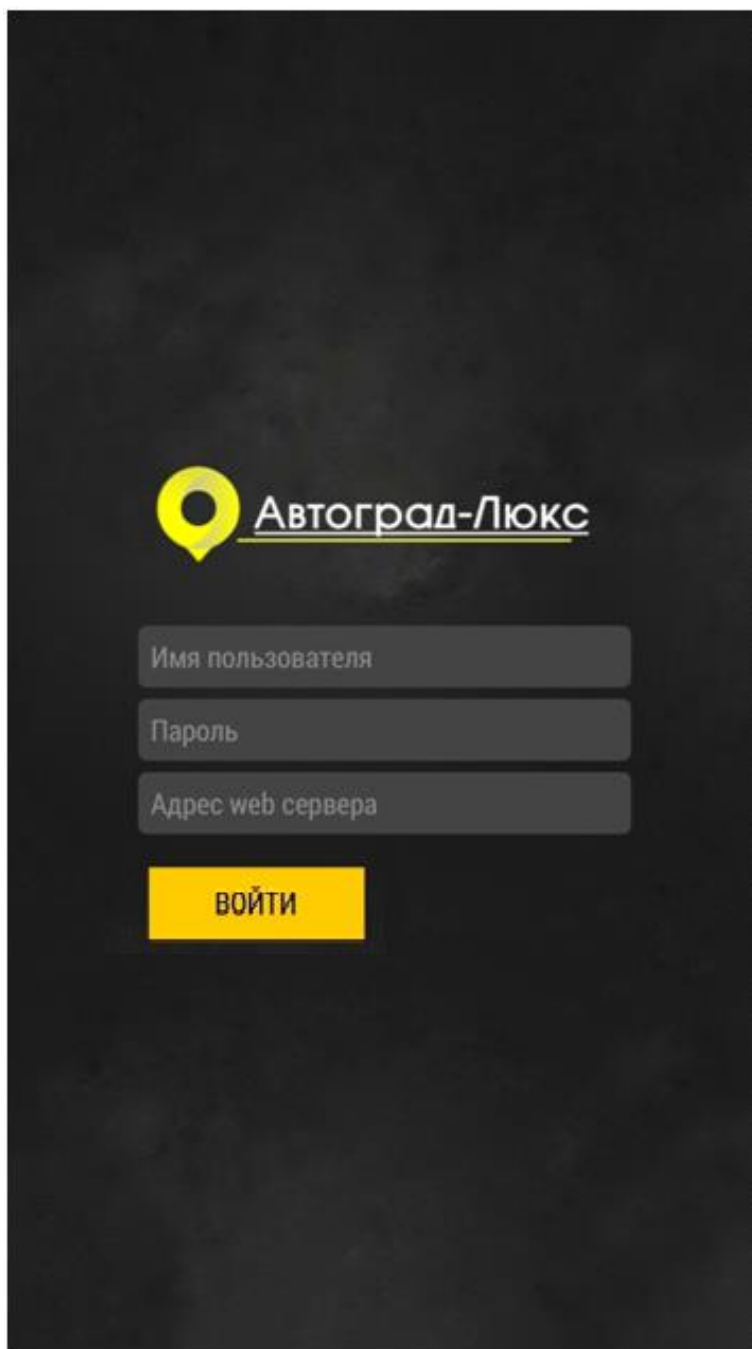 Автоград-Люкс
Имя пользователя
Пароль
Адрес web сервера
ВОЙТИ